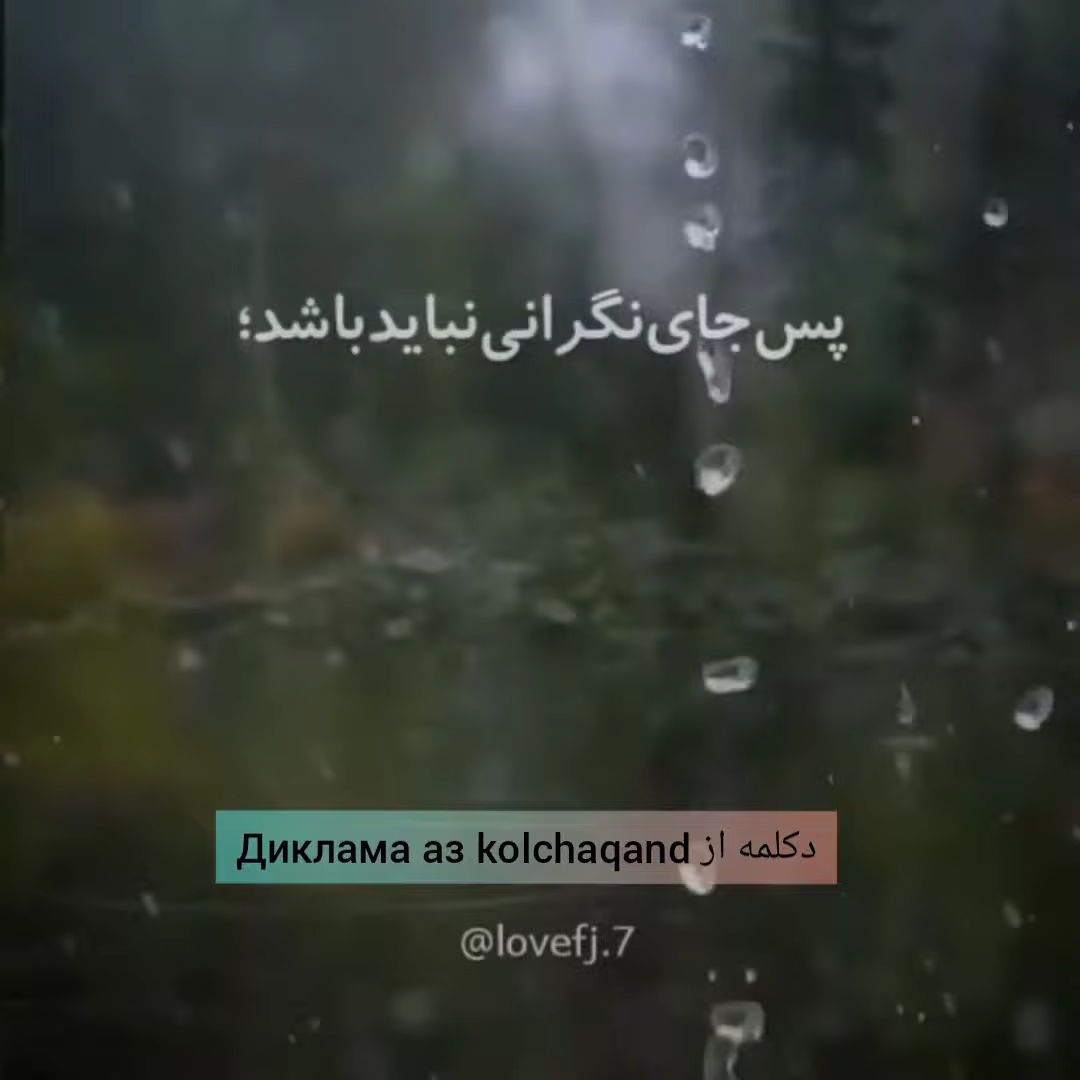 پس جای نگرانی نباید باشد؛
Диклама аз kolchaqand دکلمه از
@lovefj.7